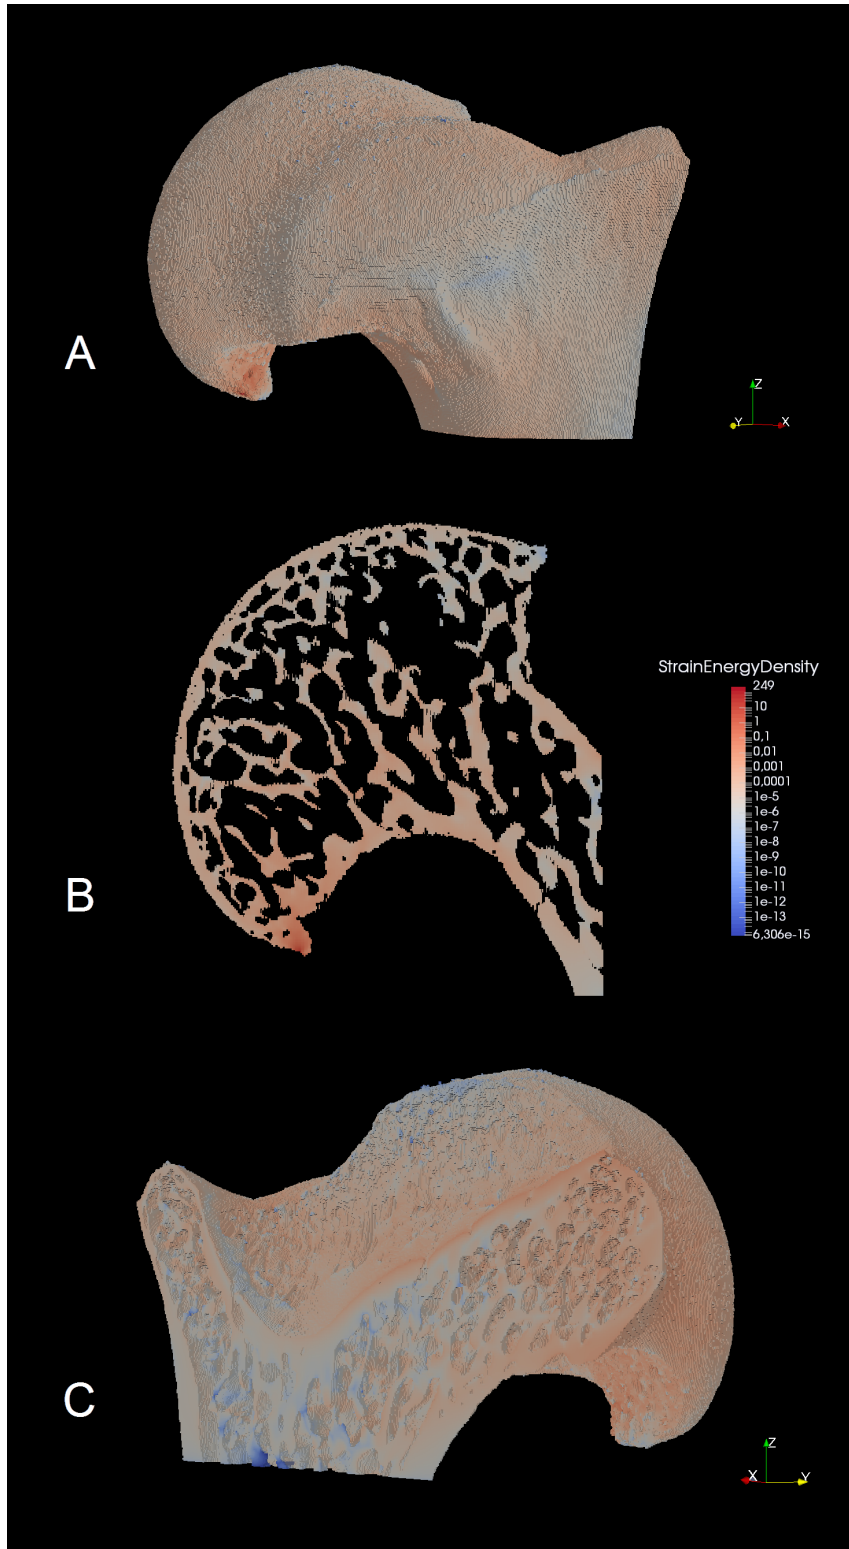 A
Z
Y
X
StrainEnergyDensity
249
10
1
0,1
0,01
0,001
0,0001
1e-5
1e-6
1e-7
1e-8
1e-9
1e-10
1e-11
1e-12
1e-13
6,306e-15
B
C
Z
X
Y